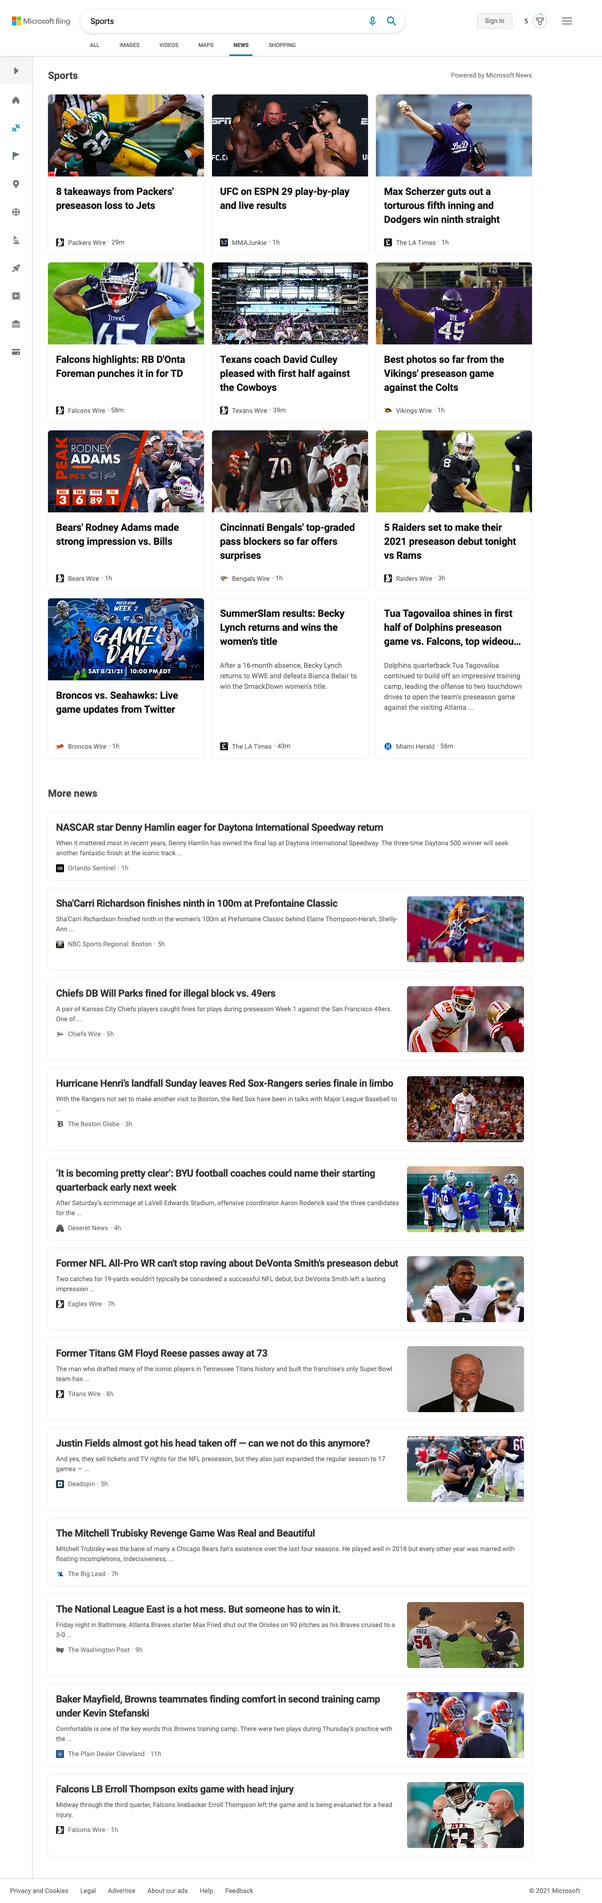 Microsoft Bing
Sports
Sign in
5
ALL IMAGES VIDEOS MAPS NEWS SHOPPING
Sports
Powered by Microsoft News
8 takeaways from Packers'
preseason loss to Jets
Packers Wire · 29m
UFC on ESPN 29 play-by-play
and live results
MMAJunkie · 1h
Max Scherzer guts out a
torturous fifth inning and
Dodgers win ninth straight
The LA Times · 1h
Falcons highlights: RB D'Onta
Foreman punches it in for TD
Falcons Wire · 58m
Texans coach David Culley
pleased with first half against
the Cowboys
Texans Wire · 39m
Best photos so far from the
Vikings' preseason game
against the Colts
Vikings Wire · 1h
PEAK
PERFORMER
RODNEY
ADAMS
REC TAR YDS TD
3 6 89 1
Bears' Rodney Adams made
strong impression vs. Bills
Bears Wire · 1h
70
Cincinnati Bengals' top-graded
pass blockers so far offers
surprises
Bengals Wire · 1h
8
5 Raiders set to make their
2021 preseason debut tonight
vs Rams
Raiders Wire · 3h
WEEK 2
GAME
DAY
SAT 8/21/21 | 10:00 PM EDT
Broncos vs. Seahawks: Live
game updates from Twitter
Broncos Wire · 1h
SummerSlam results: Becky
Lynch returns and wins the
women's title
After a 16-month absence, Becky Lynch
returns to WWE and defeats Bianca Belair to
win the SmackDown women's title.
The LA Times · 43m
Tua Tagovailoa shines in first
half of Dolphins preseason
game vs. Falcons, top wideou...
Dolphins quarterback Tua Tagovailoa
continued to build off an impressive training
camp, leading the offense to two touchdown
drives to open the team's preseason game
against the visiting Atlanta ...
Miami Herald · 56m
More news
NASCAR star Denny Hamlin eager for Daytona International Speedway return
When it mattered most in recent years, Denny Hamlin has owned the final lap at Daytona International Speedway. The three-time Daytona 500 winner will seek
another fantastic finish at the iconic track ...
Orlando Sentinel · 1h
Sha'Carri Richardson finishes ninth in 100m at Prefontaine Classic
Sha'Carri Richardson finished ninth in the women's 100m at Prefontaine Classic behind Elaine Thompson-Herah, Shelly-
Ann ...
NBC Sports Regional: Boston · 5h
Chiefs DB Will Parks fined for illegal block vs. 49ers
A pair of Kansas City Chiefs players caught fines for plays during preseason Week 1 against the San Francisco 49ers.
One of ...
Chiefs Wire · 5h
Hurricane Henri's landfall Sunday leaves Red Sox-Rangers series finale in limbo
With the Rangers not set to make another visit to Boston, the Red Sox have been in talks with Major League Baseball to
...
The Boston Globe · 3h
'It is becoming pretty clear': BYU football coaches could name their starting
quarterback early next week
After Saturday's scrimmage at LaVell Edwards Stadium, offensive coordinator Aaron Roderick said the three candidates
for the ...
Deseret News · 4h
Former NFL All-Pro WR can't stop raving about DeVonta Smith's preseason debut
Two catches for 19-yards wouldn't typically be considered a successful NFL debut, but DeVonta Smith left a lasting
impression ...
Eagles Wire · 7h
Former Titans GM Floyd Reese passes away at 73
The man who drafted many of the iconic players in Tennessee Titans history and built the franchise's only Super Bowl
team has ...
Titans Wire · 8h
Justin Fields almost got his head taken off — can we not do this anymore?
And yes, they sell tickets and TV rights for the NFL preseason, but they also just expanded the regular season to 17
games — ...
Deadspin · 5h
The Mitchell Trubisky Revenge Game Was Real and Beautiful
Mitchell Trubisky was the bane of many a Chicago Bears fan's existence over the last four seasons. He played well in 2018 but every other year was marred with
floating incompletions, indecisiveness, ...
The Big Lead · 7h
The National League East is a hot mess. But someone has to win it.
Friday night in Baltimore, Atlanta Braves starter Max Fried shut out the Orioles on 90 pitches as his Braves cruised to a
3-0 ...
The Washington Post · 9h
Baker Mayfield, Browns teammates finding comfort in second training camp
under Kevin Stefanski
Comfortable is one of the key words this Browns training camp. There were two plays during Thursday's practice with
the ...
The Plain Dealer Cleveland · 11h
Falcons LB Erroll Thompson exits game with head injury
Midway through the third quarter, Falcons linebacker Erroll Thompson left the game and is being evaluated for a head
injury.
Falcons Wire · 1h
Privacy and Cookies Legal Advertise About our ads Help Feedback
© 2021 Microsoft